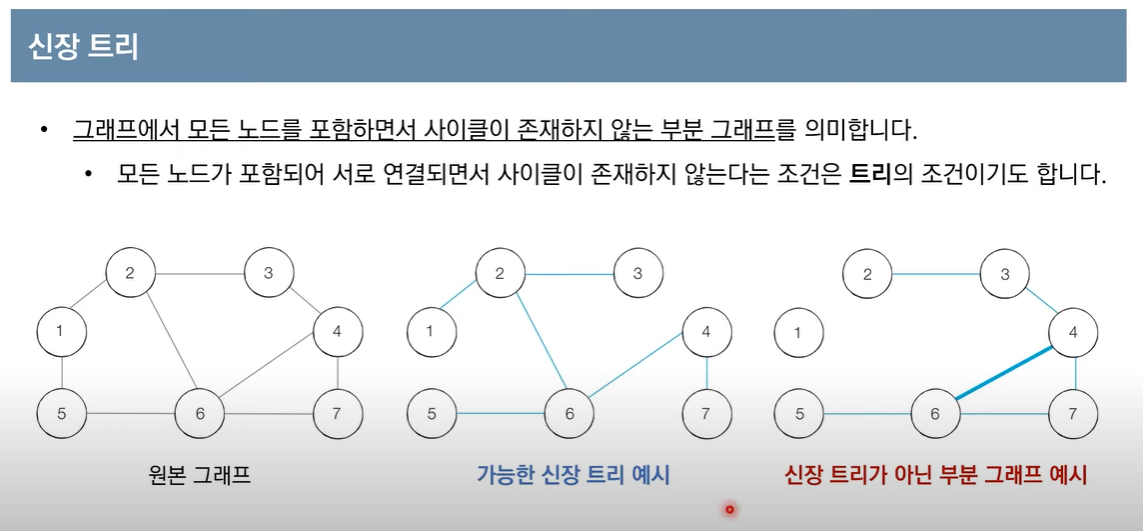 신장 트리
• 그래프에서 모든 노드를 포함하면서 사이클이 존재하지 않는 부분 그래프를 의미합니다.
• 모든 노드가 포함되어 서로 연결되면서 사이클이 존재하지 않는다는 조건은 트리의 조건이기도 합니다.
2 3
1 4
5 6 7
원본 그래프
2 3
1 4
5 6 7
가능한 신장 트리 예시
2 3
1 4
5 6 7
신장 트리가 아닌 부분 그래프 예시